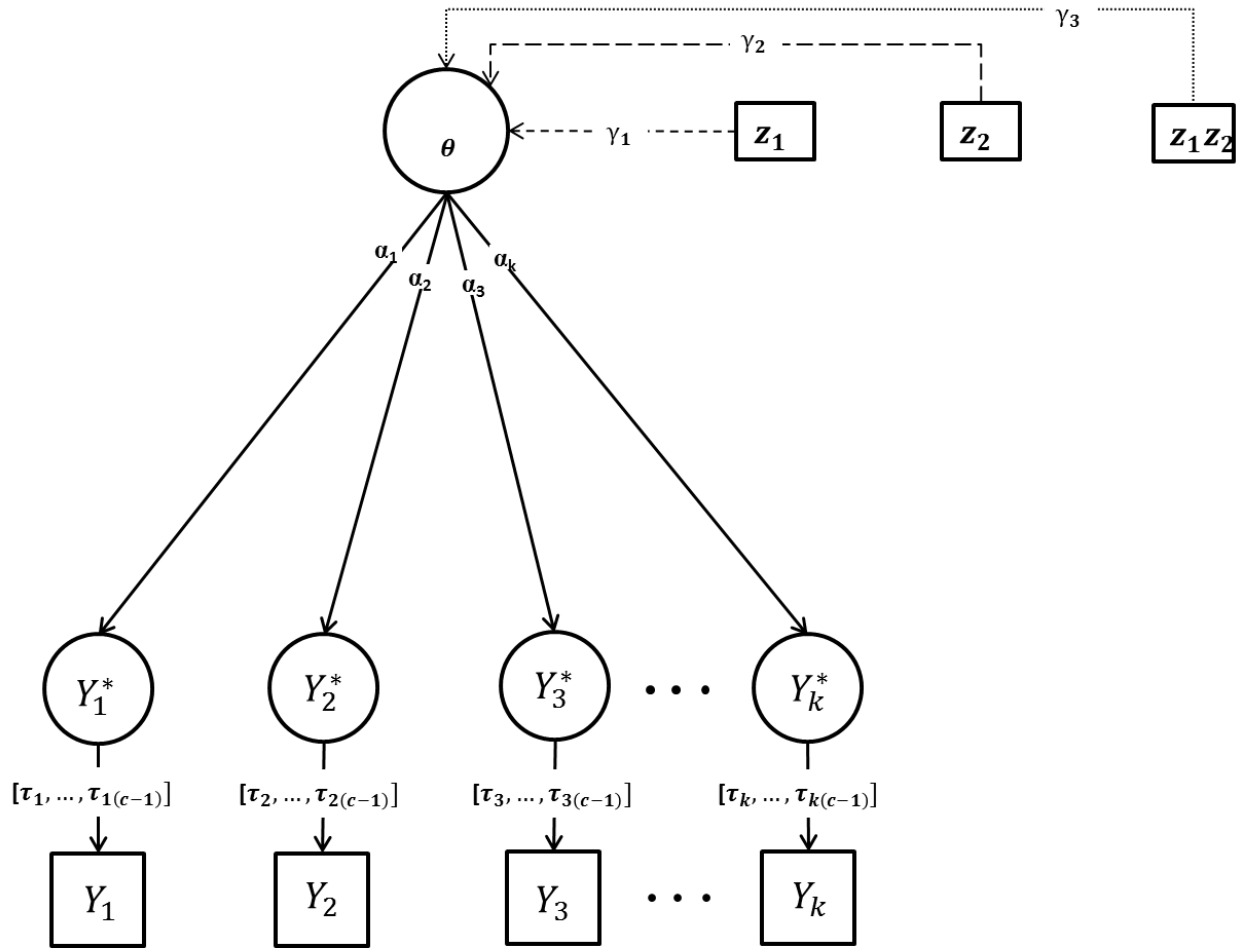 γ₃
γ₂
γ₁
z₁
z₂
z₁z₂
θ
α₁
α₂
α₃
αₖ
Y₁*
Y₂*
Y₃*
• • •
Yₖ*
[τ₁, …, τ₁₍c₋₁₎]
[τ₂, …, τ₂₍c₋₁₎]
[τ₃, …, τ₃₍c₋₁₎]
[τₖ, …, τₖ₍c₋₁₎]
Y₁
Y₂
Y₃
• • •
Yₖ